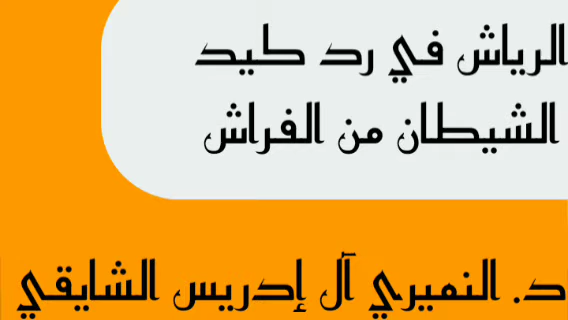 الرياش في رد كيد
الشيطان من الفراش
د. النميري آل إدريس الشايقي